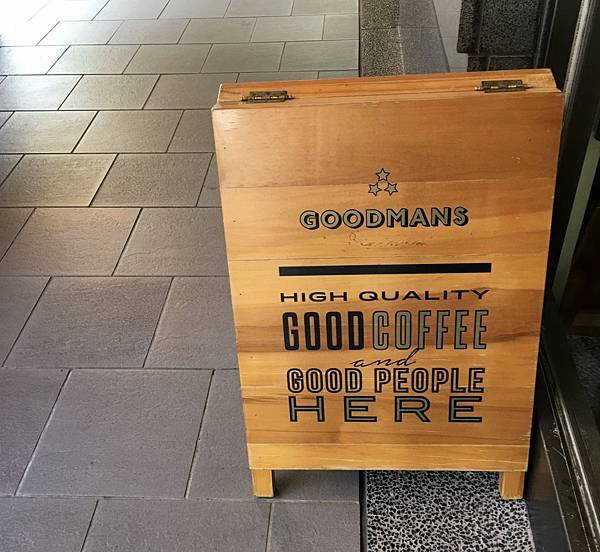 GOODMANS
HIGH QUALITY
GOOD COFFEE
and
GOOD PEOPLE
HERE